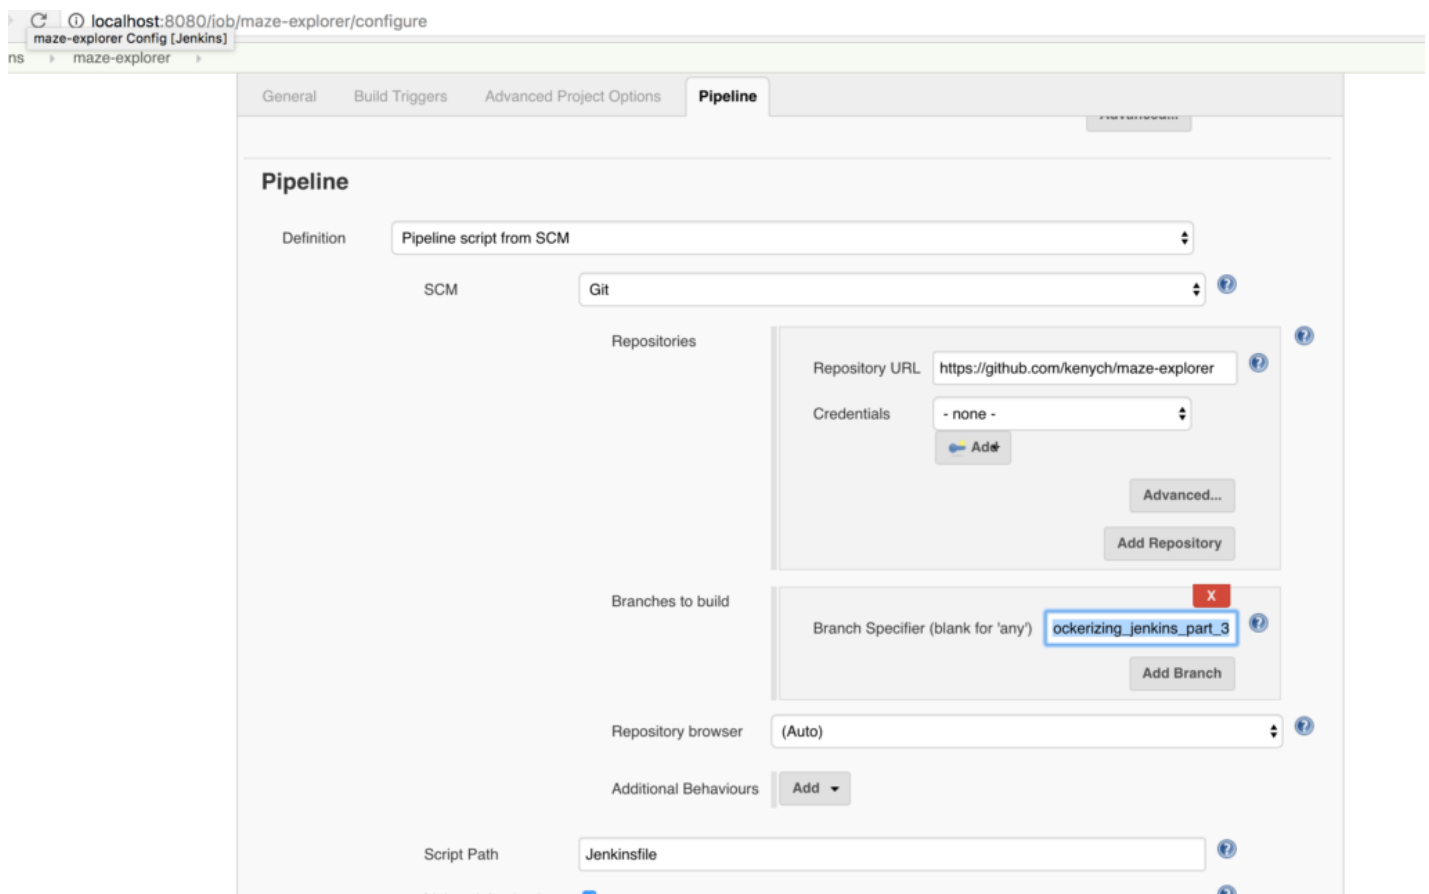 localhost:8080/job/maze-explorer/configure
maze-explorer Config [Jenkins]
ns maze-explorer
General Build Triggers Advanced Project Options Pipeline
Advanced...
Pipeline
Definition Pipeline script from SCM
SCM Git
Repositories
Repository URL https://github.com/kenych/maze-explorer
Credentials - none -
Add
Advanced...
Add Repository
X
Branches to build
Branch Specifier (blank for 'any') ockerizing_jenkins_part_3
Add Branch
Repository browser (Auto)
Additional Behaviours Add
Script Path Jenkinsfile